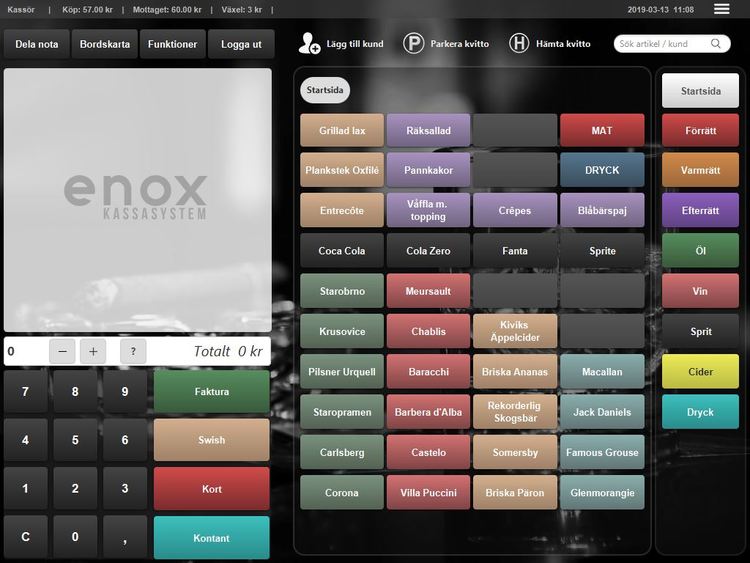 Kassör | Köp: 57.00 kr | Mottaget: 60.00 kr | Växel: 3 kr |
2019-03-13 11:08
Dela nota
Bordskarta
Funktioner
Logga ut
Lägg till kund
P
Parkera kvitto
H
Hämta kvitto
Sök artikel / kund
enox
KASSASYSTEM
0
−
+
?
Totalt 0 kr
7
8
9
Faktura
4
5
6
Swish
1
2
3
Kort
C
0
,
Kontant
Startsida
Grillad lax
Räksallad
MAT
Plankstek Oxfilé
Pannkakor
DRYCK
Entrecôte
Våffla m.
topping
Crêpes
Blåbärspaj
Coca Cola
Cola Zero
Fanta
Sprite
Starobrno
Meursault
Krusovice
Chablis
Kiviks
Äppelcider
Pilsner Urquell
Baracchi
Briska Ananas
Macallan
Staropramen
Barbera d'Alba
Rekorderlig
Skogsbär
Jack Daniels
Carlsberg
Castelo
Somersby
Famous Grouse
Corona
Villa Puccini
Briska Päron
Glenmorangie
Startsida
Förrätt
Varmrätt
Efterrätt
Öl
Vin
Sprit
Cider
Dryck